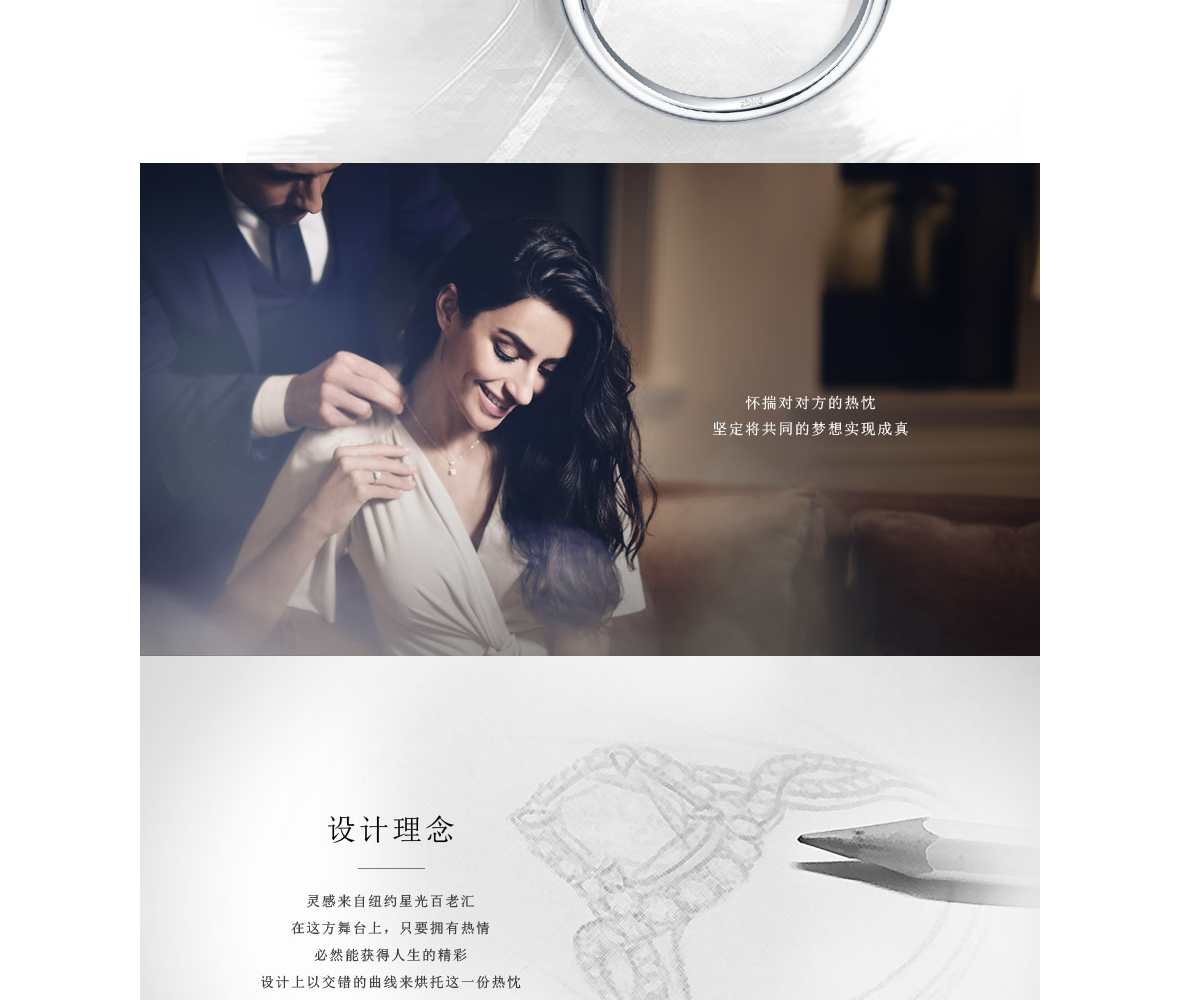 怀揣对对方的热忱
坚定将共同的梦想实现成真
设计理念
灵感来自纽约星光百老汇
在这方舞台上，只要拥有热情
必然能获得人生的精彩
设计上以交错的曲线来烘托这一份热忱